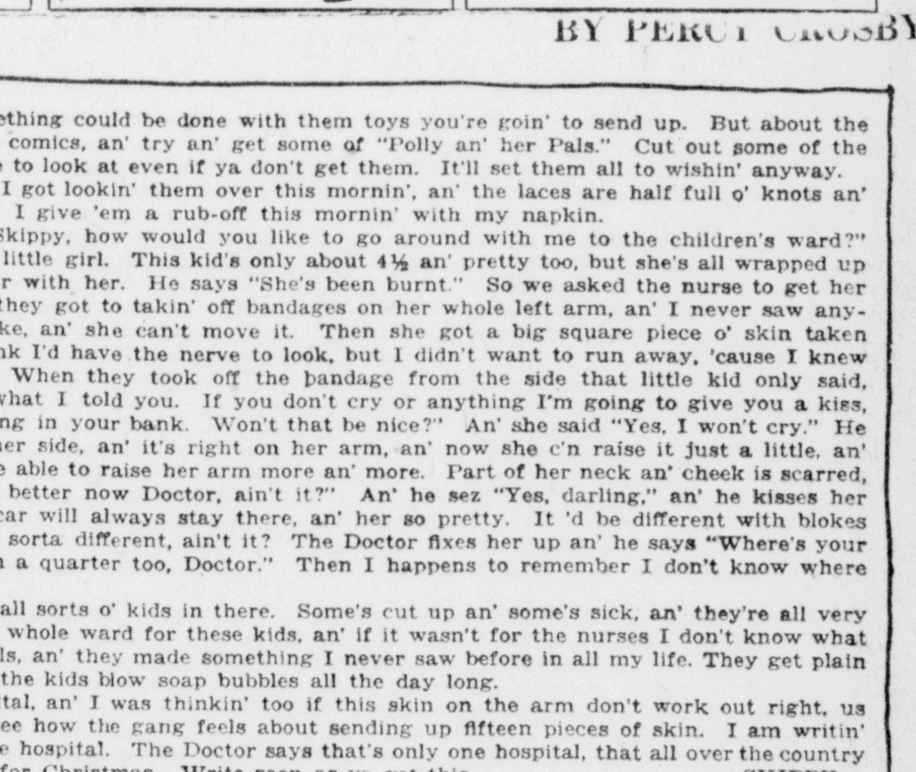 BY PERCY CROSBY
ething could be done with them toys you're goin' to send up. But about the
comics, an' try an' get some of "Polly an' her Pals." Cut out some of the
to look at even if ya don't get them. It'll set them all to wishin' anyway.
I got lookin' them over this mornin', an' the laces are half full o' knots an'
I give 'em a rub-off this mornin' with my napkin.
Skippy, how would you like to go around with me to the children's ward?"
little girl. This kid's only about 4½ an' pretty too, but she's all wrapped up
r with her. He says "She's been burnt." So we asked the nurse to get her
they got to takin' off bandages on her whole left arm, an' I never saw any-
ke, an' she can't move it. Then she got a big square piece o' skin taken
nk I'd have the nerve to look, but I didn't want to run away, 'cause I knew
When they took off the bandage from the side that little kid only said,
what I told you. If you don't cry or anything I'm going to give you a kiss,
ng in your bank. Won't that be nice?" An' she said "Yes, I won't cry." He
her side, an' it's right on her arm, an' now she c'n raise it just a little, an'
e able to raise her arm more an' more. Part of her neck an' cheek is scarred,
better now Doctor, ain't it?" An' he sez "Yes, darling," an' he kisses her
car will always stay there, an' her so pretty. It 'd be different with blokes
sorta different, ain't it? The Doctor fixes her up an' he says "Where's your
a quarter too, Doctor." Then I happens to remember I don't know where
all sorts o' kids in there. Some's cut up an' some's sick, an' they're all very
whole ward for these kids, an' if it wasn't for the nurses I don't know what
ls, an' they made something I never saw before in all my life. They get plain
the kids blow soap bubbles all the day long.
ital, an' I was thinkin' too if this skin on the arm don't work out right, us
ee how the gang feels about sending up fifteen pieces of skin. I am writin'
e hospital. The Doctor says that's only one hospital, that all over the country
for Christmas. Write soon as ya get this